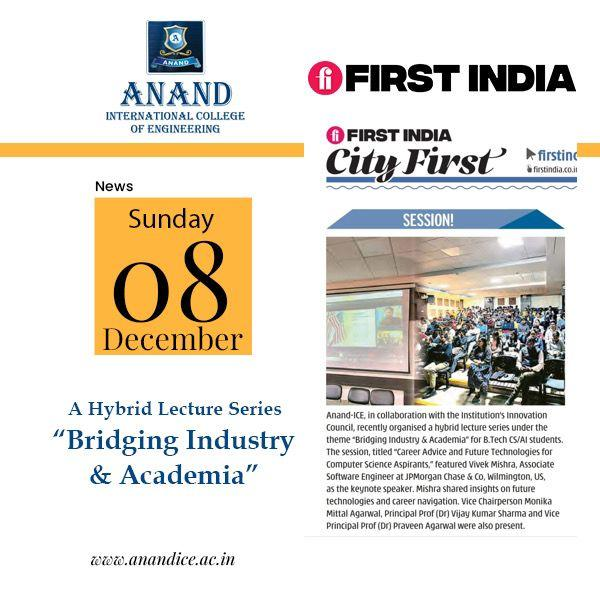 ANAND
ANAND
INTERNATIONAL COLLEGE
OF ENGINEERING
fi FIRST INDIA
fi FIRST INDIA
City First
firstinc
firstindia.co.in
News
Sunday
08
December
A Hybrid Lecture Series
“Bridging Industry
& Academia”
www.anandice.ac.in
SESSION!
Anand-ICE, in collaboration with the Institution's Innovation
Council, recently organised a hybrid lecture series under the
theme “Bridging Industry & Academia” for B.Tech CS/AI students.
The session, titled “Career Advice and Future Technologies for
Computer Science Aspirants,” featured Vivek Mishra, Associate
Software Engineer at JPMorgan Chase & Co, Wilmington, US,
as the keynote speaker. Mishra shared insights on future
technologies and career navigation. Vice Chairperson Monika
Mittal Agarwal, Principal Prof (Dr) Vijay Kumar Sharma and Vice
Principal Prof (Dr) Praveen Agarwal were also present.